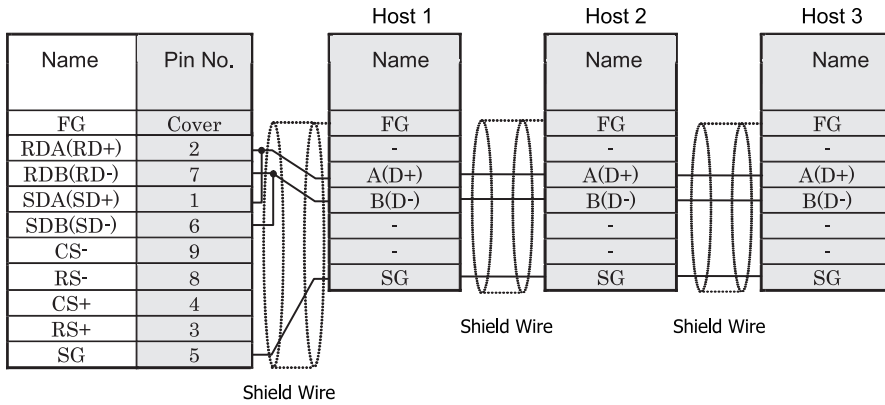 Host 1 Host 2 Host 3
Name Pin No. Name Name Name
FG Cover FG FG FG
RDA(RD+) 2 - - -
RDB(RD-) 7 A(D+) A(D+) A(D+)
SDA(SD+) 1 B(D-) B(D-) B(D-)
SDB(SD-) 6 - - -
CS- 9 - - -
RS- 8 SG SG SG
CS+ 4
RS+ 3
SG 5
Shield Wire Shield Wire
Shield Wire